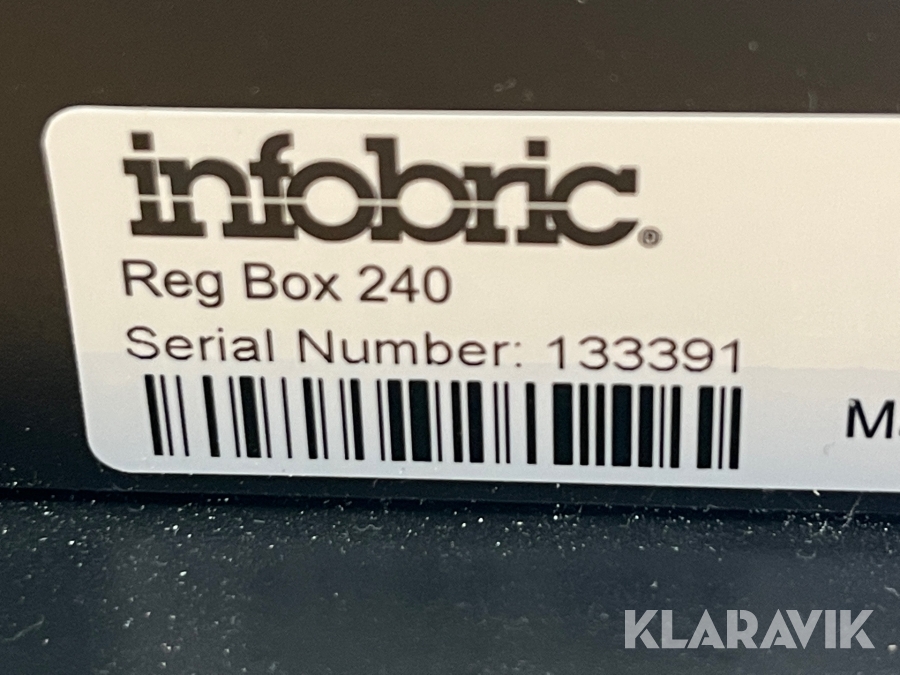 infobric®
Reg Box 240
Serial Number: 133391
KLARAVIK